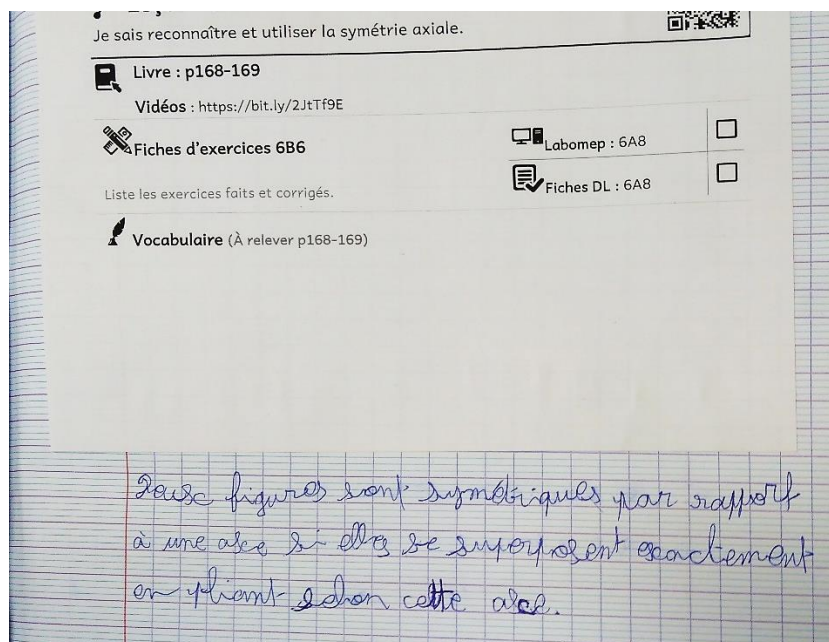 Je sais reconnaître et utiliser la symétrie axiale.
Livre : p168-169
Vidéos : https://bit.ly/2JtTf9E
Fiches d'exercices 6B6
Labomep : 6A8
Liste les exercices faits et corrigés.
Fiches DL : 6A8
Vocabulaire (À relever p168-169)
Deux figures sont symétriques par rapport
à une axe si elles se superposent exactement
en pliant selon cette axe.